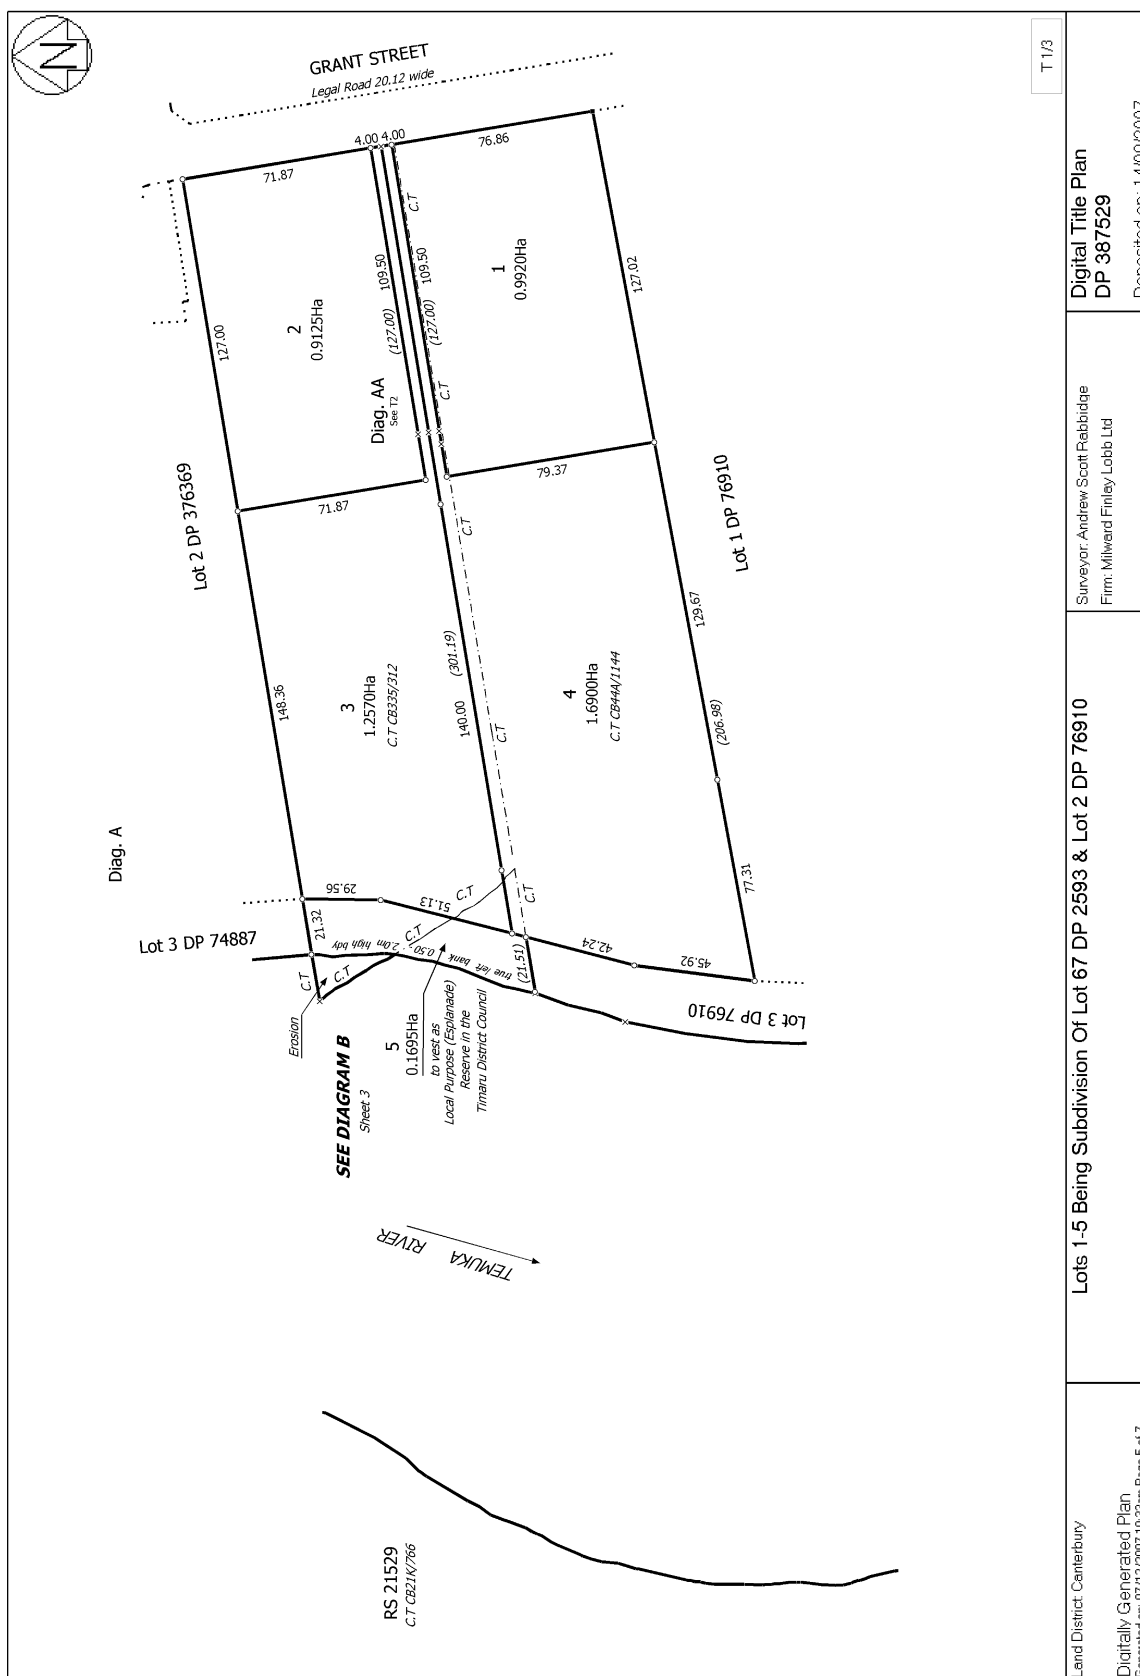 N
T 1/3
GRANT STREET
Legal Road 20.12 wide
4.00
4.00
76.86
71.87
C.T
109.50
109.50
1
0.9920Ha
127.02
2
0.9125Ha
127.00
(127.00)
(127.00)
Diag. AA
See T2
C.T
79.37
71.87
Lot 2 DP 376369
Lot 1 DP 76910
C.T
129.67
(301.19)
148.36
3
1.2570Ha
C.T CB335/312
140.00
C.T
4
1.6900Ha
C.T CB44A/1144
(206.98)
77.31
Diag. A
29.56
51.13
C.T
C.T
21.32
Lot 3 DP 74887
C.T
0.50 - 2.0m high bdy
true left bank
(21.51)
42.24
45.92
C.T
C.T
Erosion
Lot 3 DP 76910
5
0.1695Ha
to vest as
Local Purpose (Esplanade)
Reserve in the
Timaru District Council
SEE DIAGRAM B
Sheet 3
TEMUKA
RIVER
RS 21529
C.T CB21K/766
Land District: Canterbury
Digitally Generated Plan
Lots 1-5 Being Subdivision Of Lot 67 DP 2593 & Lot 2 DP 76910
Surveyor: Andrew Scott Rabbidge
Firm: Milward Finlay Lobb Ltd
Digital Title Plan
DP 387529